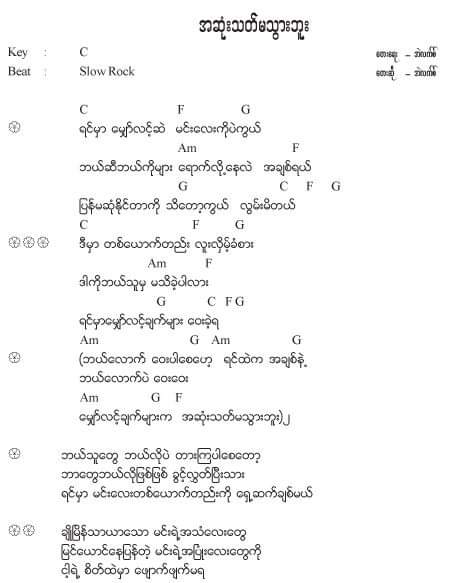 အဆုံးသတ်မသွားဘူး
Key : C တေးရေး – အဲလက်စ်
Beat : Slow Rock တေးဆို – အဲလက်စ်
C F G
ရင်မှာ မျှော်လင့်ဆဲ မင်းလေးကိုပဲကွယ်
Am F
ဘယ်ဆီဘယ်ကိုများ ရောက်လို့နေလဲ အချစ်ရယ်
G C F G
ပြန်မဆုံနိုင်တာကို သိတော့ကွယ် လွမ်းမိတယ်
C F G
ဒီမှာ တစ်ယောက်တည်း လူးလှိမ့်ခံစား
Am F
ဒါကိုဘယ်သူမှ မသိခဲ့ပါလား
G C F G
ရင်မှာမျှော်လင့်ချက်များ ဝေးခဲ့ရ
Am G Am G
(ဘယ်လောက် ဝေးပါစေဟေ့ ရင်ထဲက အချစ်နဲ့
ဘယ်လောက်ပဲ ဝေးဝေး
Am G F
မျှော်လင့်ချက်များက အဆုံးသတ်မသွားဘူး)၂
ဘယ်သူတွေ ဘယ်လိုပဲ တားကြပါစေတော့
ဘာတွေဘယ်လိုဖြစ်ဖြစ် ခွင့်လွှတ်ပြီးသား
ရင်မှာ မင်းလေးတစ်ယောက်တည်းကို ရှေ့ဆက်ချစ်မယ်
ချိုမြိန်သာယာသော မင်းရဲ့အသံလေးတွေ
မြင်ယောင်နေပြန်တဲ့ မင်းရဲ့အပြုံးလေးတွေကို
ငါ့ရဲ့ စိတ်ထဲမှာ ဖျောက်ဖျက်မရ